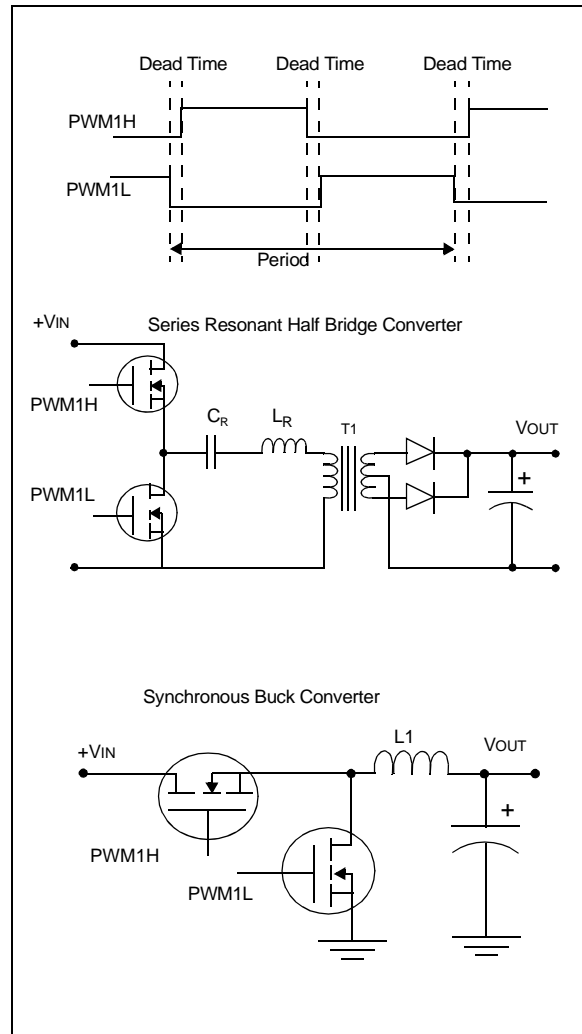 Dead Time Dead Time Dead Time
PWM1H
PWM1L
Period
Series Resonant Half Bridge Converter
+VIN
PWM1H
CR LR T1 VOUT
+
PWM1L
Synchronous Buck Converter
+VIN L1 VOUT
+
PWM1H
PWM1L